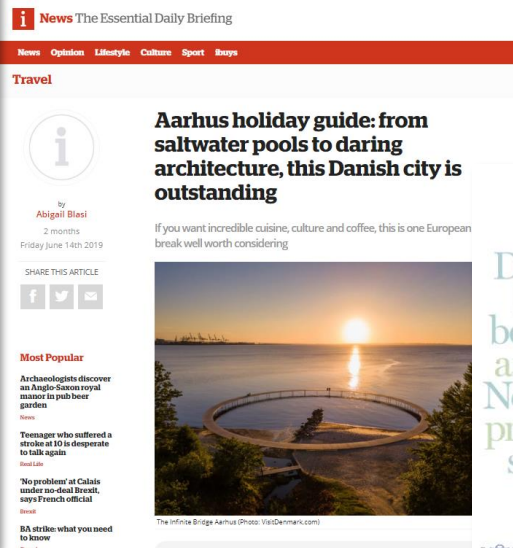 i News The Essential Daily Briefing
News Opinion Lifestyle Culture Sport ibuys
Travel
i
by
Abigail Blasi
2 months
Friday June 14th 2019
SHARE THIS ARTICLE
Most Popular
Archaeologists discover
an Anglo-Saxon royal
manor in pub beer
garden
News
Teenager who suffered a
stroke at 10 is desperate
to talk again
Real Life
'No problem' at Calais
under no-deal Brexit,
says French official
Brexit
BA strike: what you need
to know
Aarhus holiday guide: from
saltwater pools to daring
architecture, this Danish city is
outstanding
If you want incredible cuisine, culture and coffee, this is one European
break well worth considering
The Infinite Bridge Aarhus (Photo: VisitDenmark.com)
D
be
a
No
pr
s